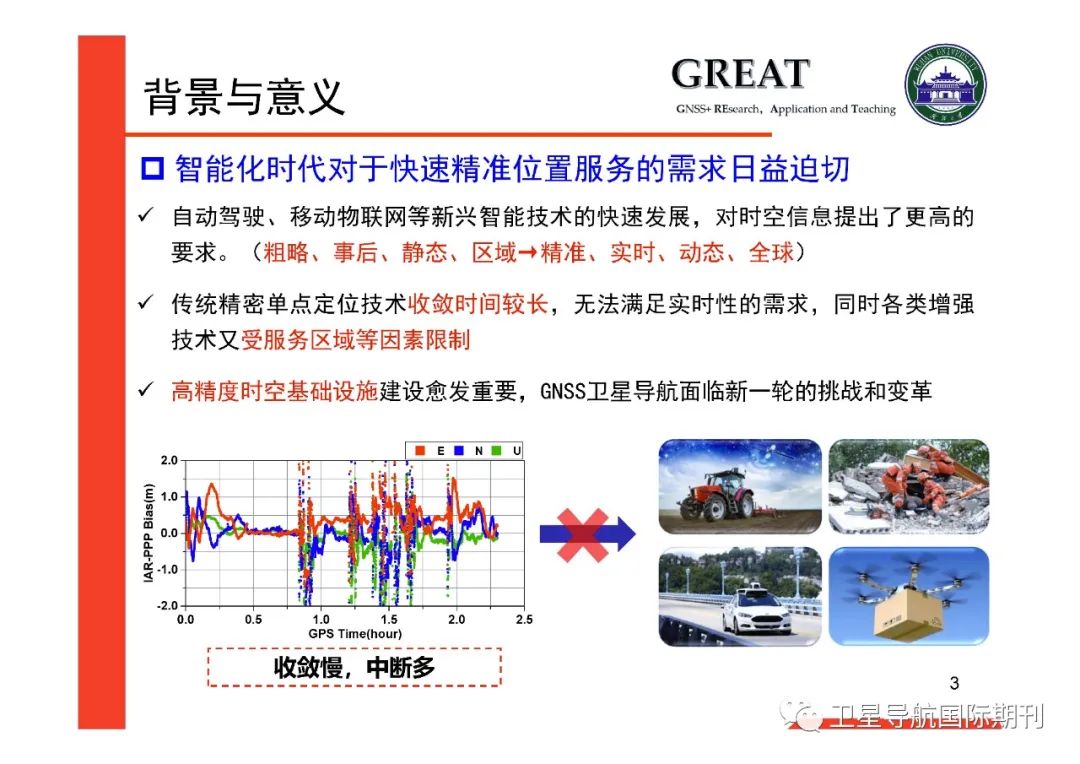 背景与意义
GREAT
GNSS+ REsearch, Application and Teaching
WUHAN UNIVERSITY
智能化时代对于快速精准位置服务的需求日益迫切
✓ 自动驾驶、移动物联网等新兴智能技术的快速发展，对时空信息提出了更高的
要求。（粗略、事后、静态、区域→精准、实时、动态、全球）
✓ 传统精密单点定位技术收敛时间较长，无法满足实时性的需求，同时各类增强
技术又受服务区域等因素限制
✓ 高精度时空基础设施建设愈发重要，GNSS卫星导航面临新一轮的挑战和变革
E N U
IAR-PPP Bias(m)
2.0
1.0
0.0
-1.0
-2.0
0.0 0.5 1.0 1.5 2.0 2.5
GPS Time(hour)
收敛慢，中断多
3
卫星导航国际期刊